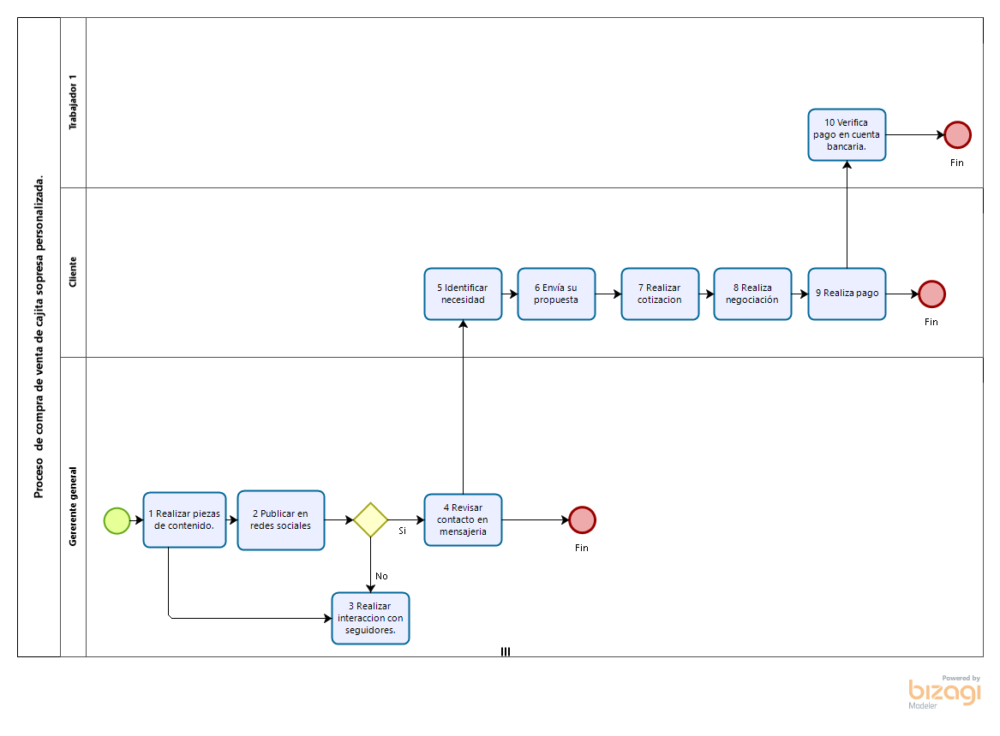 Proceso de compra de venta de cajita sopresa personalizada.
Trabajador 1
10 Verifica
pago en cuenta
bancaria.
Fin
Cliente
5 Identificar
necesidad
6 Envía su
propuesta
7 Realizar
cotizacion
8 Realiza
negociación
9 Realiza pago
Fin
Gererente general
1 Realizar piezas
de contenido.
2 Publicar en
redes sociales
Si
4 Revisar
contacto en
mensajeria
Fin
No
3 Realizar
interaccion con
seguidores.
Powered by
bizagi
Modeler